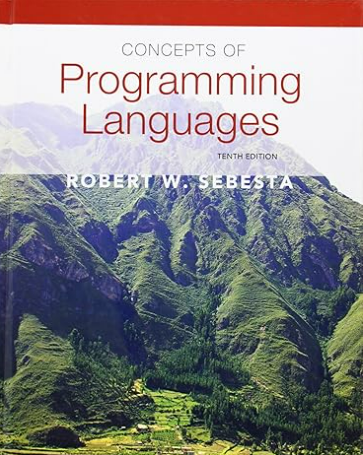 CONCEPTS OF
Programming
Languages
TENTH EDITION
ROBERT W. SEBESTA